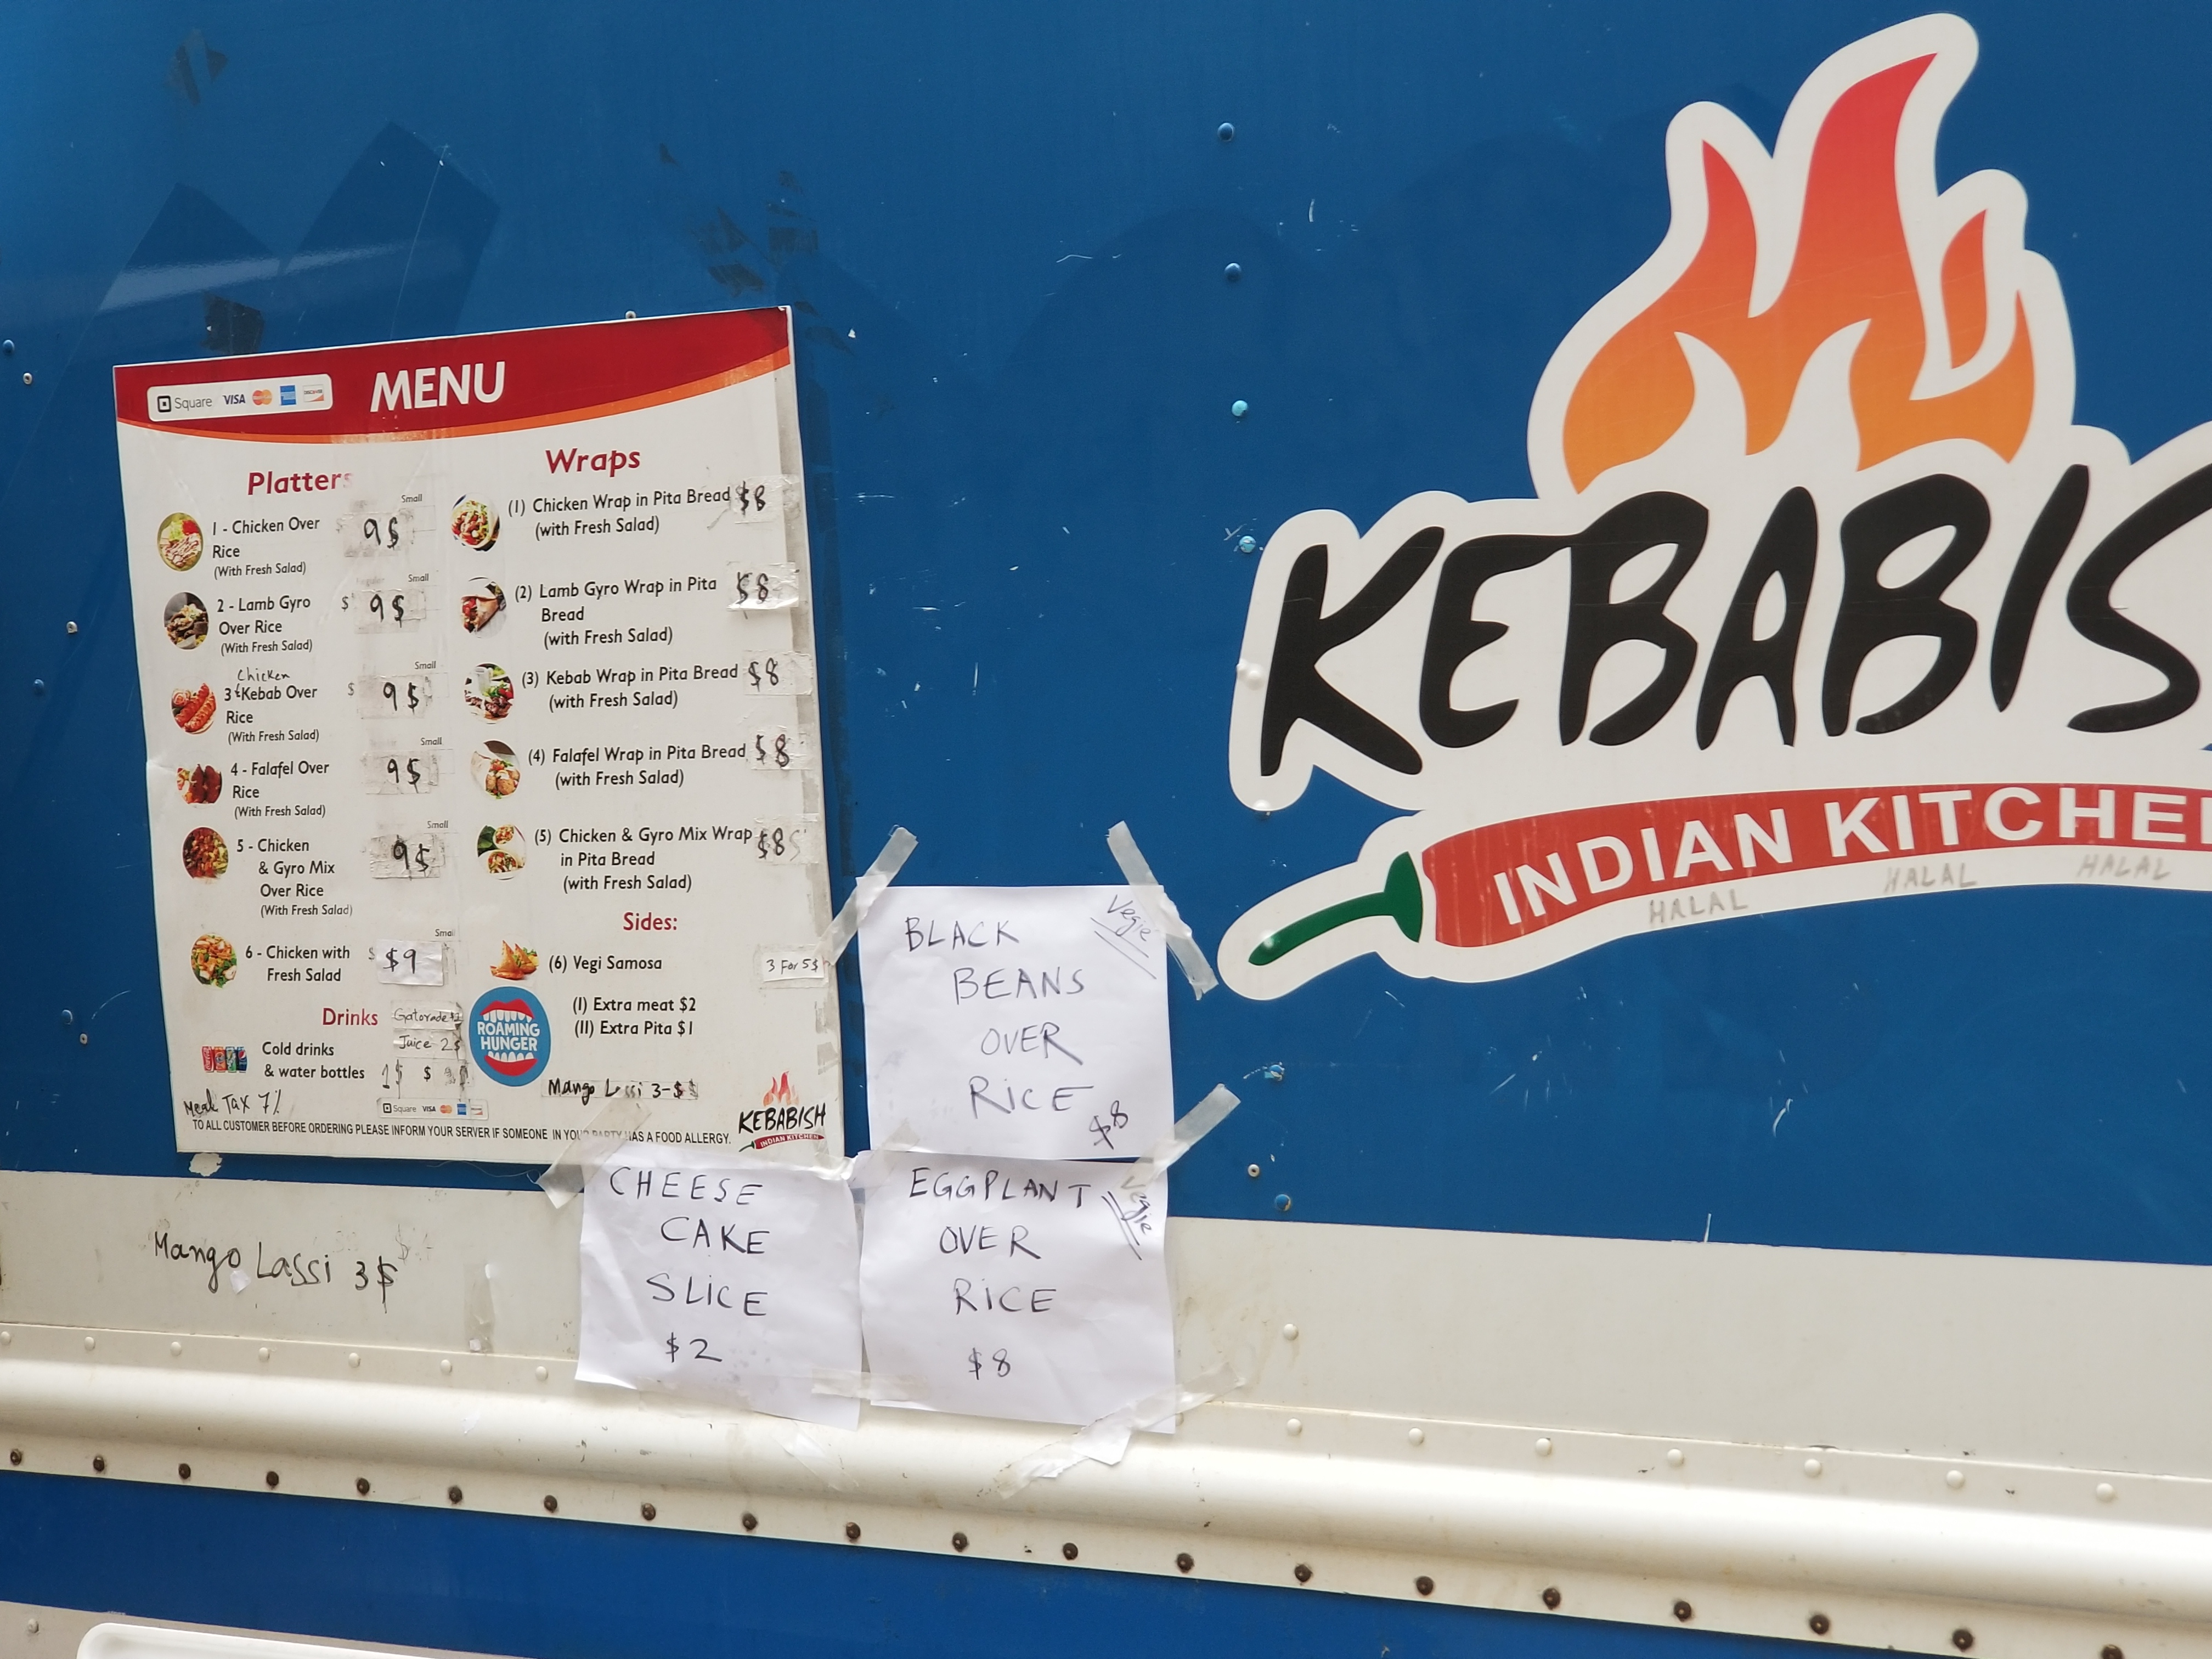 Square VISA DISCOVER
MENU
Platters
Small
1 - Chicken Over
Rice
(With Fresh Salad)
9$
Small
2 - Lamb Gyro
Over Rice
(With Fresh Salad)
$ 9$
Small
Chicken
3 Kebab Over
Rice
(With Fresh Salad)
$ 9$
Small
4 - Falafel Over
Rice
(With Fresh Salad)
9$
Small
5 - Chicken
& Gyro Mix
Over Rice
(With Fresh Salad)
9$
6 - Chicken with
Fresh Salad
$ $9
Drinks
Gatorade
Juice 2$
Cold drinks
& water bottles
1$ $
Meal Tax 7%
Square VISA
Wraps
(1) Chicken Wrap in Pita Bread $8
(with Fresh Salad)
(2) Lamb Gyro Wrap in Pita $8
Bread
(with Fresh Salad)
(3) Kebab Wrap in Pita Bread $8
(with Fresh Salad)
(4) Falafel Wrap in Pita Bread $8
(with Fresh Salad)
(5) Chicken & Gyro Mix Wrap $8
in Pita Bread
(with Fresh Salad)
Sides:
(6) Vegi Samosa 3 For 5$
(I) Extra meat $2
(II) Extra Pita $1
ROAMING
HUNGER
Mango Lassi 3-$
KEBABISH
INDIAN KITCHEN
TO ALL CUSTOMER BEFORE ORDERING PLEASE INFORM YOUR SERVER IF SOMEONE IN YOUR PARTY HAS A FOOD ALLERGY.
Mango Lassi 3$
Vegie
BLACK
BEANS
OVER
RICE
$8
CHEESE
CAKE
SLICE
$2
Vegie
EGGPLANT
OVER
RICE
$8
KEBABIS
INDIAN KITCHE
HALAL HALAL HALAL